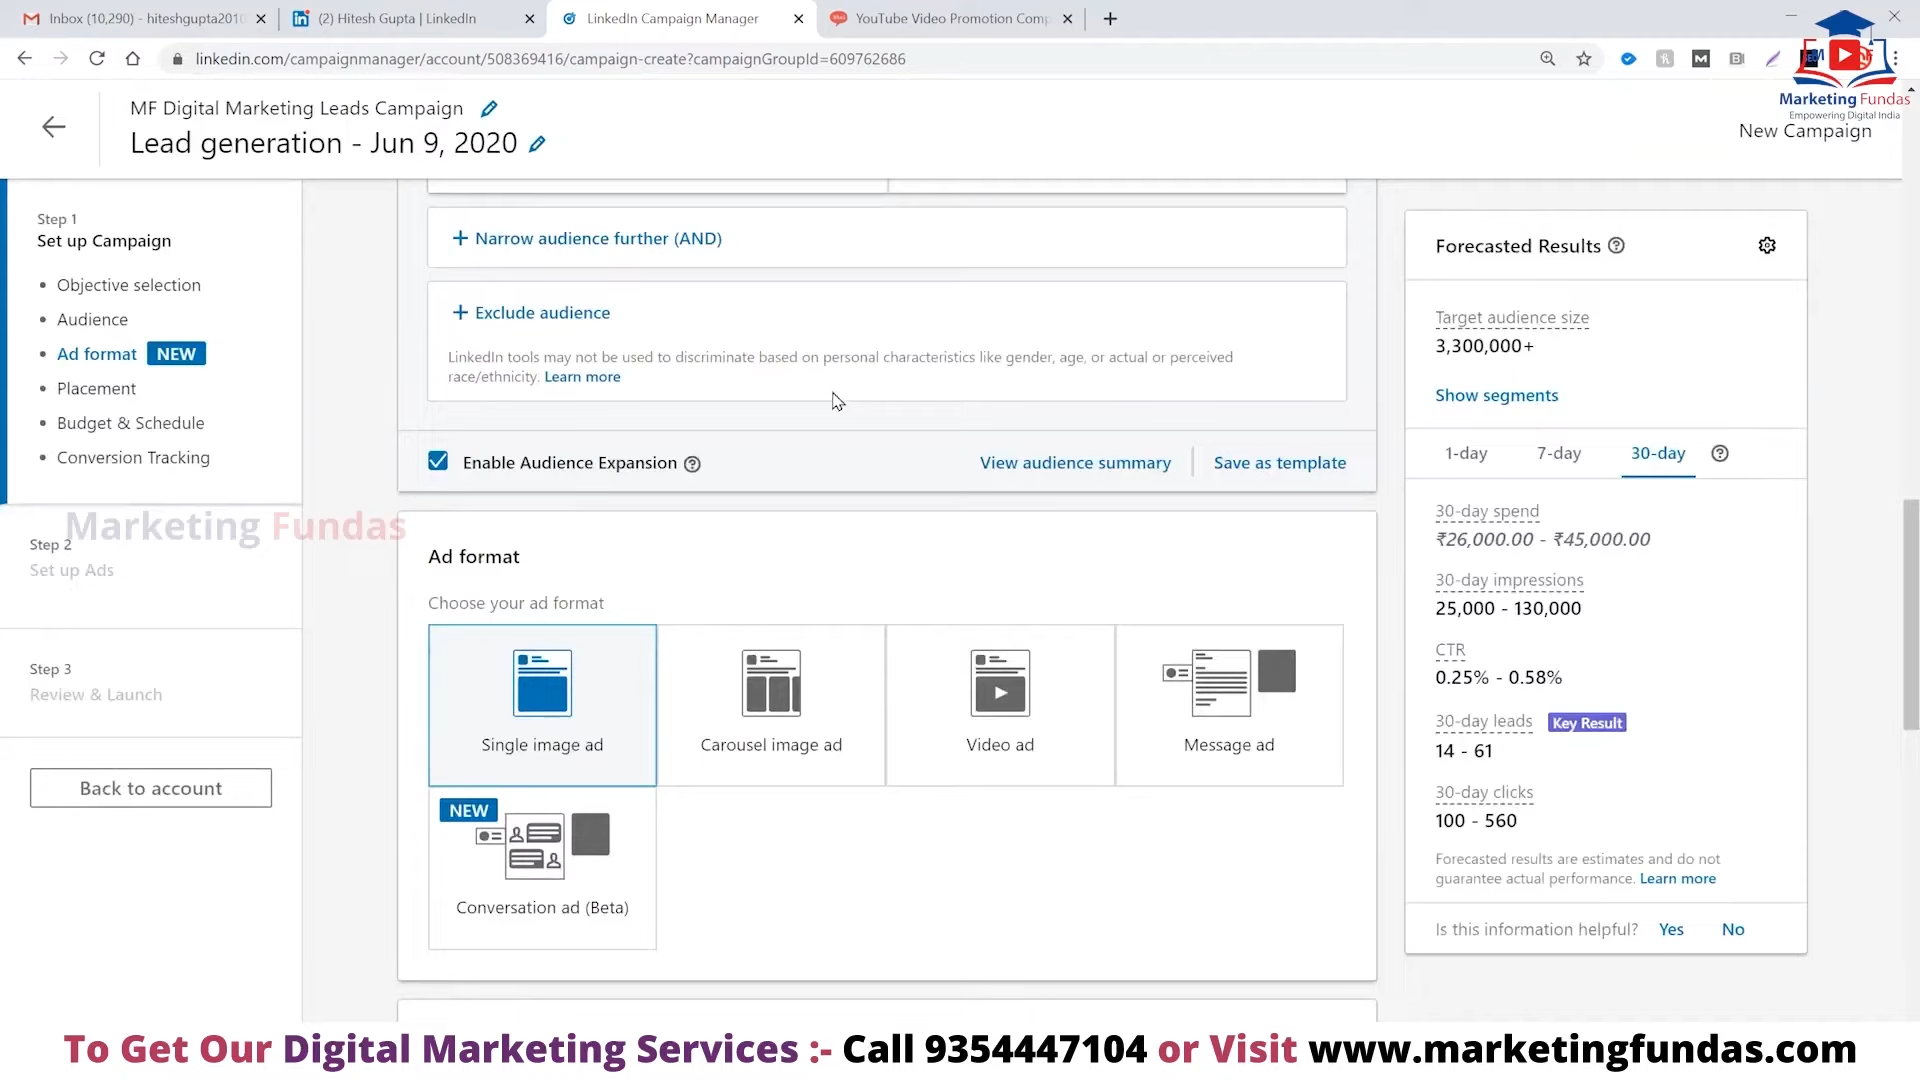 Inbox (10,290) - hiteshgupta2010
(2) Hitesh Gupta | LinkedIn
LinkedIn Campaign Manager
YouTube Video Promotion Comp
linkedin.com/campaignmanager/account/508369416/campaign-create?campaignGroupId=609762686
Marketing Fundas
Empowering Digital India
MF Digital Marketing Leads Campaign
Lead generation - Jun 9, 2020
New Campaign
Step 1
Set up Campaign
Objective selection
Audience
Ad format NEW
Placement
Budget & Schedule
Conversion Tracking
Marketing Fundas
Step 2
Set up Ads
Step 3
Review & Launch
Back to account
+ Narrow audience further (AND)
+ Exclude audience
LinkedIn tools may not be used to discriminate based on personal characteristics like gender, age, or actual or perceived
race/ethnicity. Learn more
Enable Audience Expansion
View audience summary
Save as template
Ad format
Choose your ad format
Single image ad
Carousel image ad
Video ad
Message ad
NEW
Conversation ad (Beta)
Forecasted Results
Target audience size
3,300,000+
Show segments
1-day 7-day 30-day
30-day spend
₹26,000.00 - ₹45,000.00
30-day impressions
25,000 - 130,000
CTR
0.25% - 0.58%
30-day leads Key Result
14 - 61
30-day clicks
100 - 560
Forecasted results are estimates and do not
guarantee actual performance. Learn more
Is this information helpful? Yes No
To Get Our Digital Marketing Services :- Call 9354447104 or Visit www.marketingfundas.com